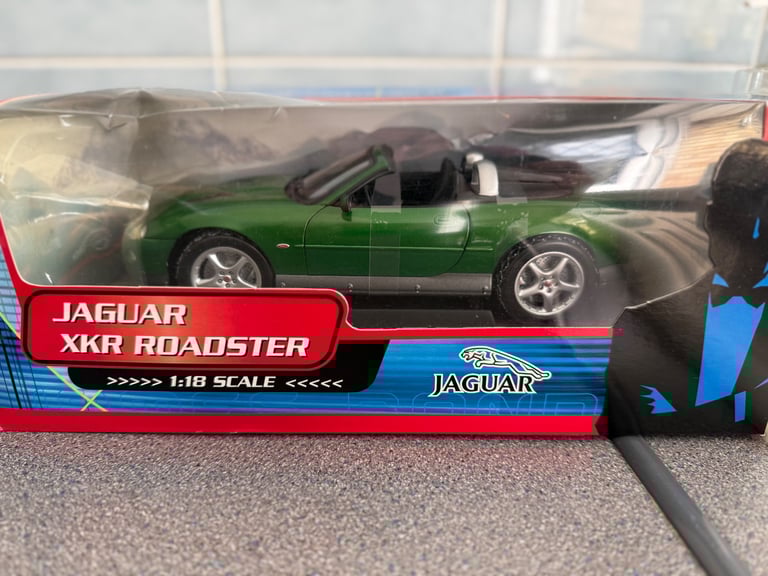 JAGUAR
XKR ROADSTER
>>>>> 1:18 SCALE <<<<<
JAGUAR